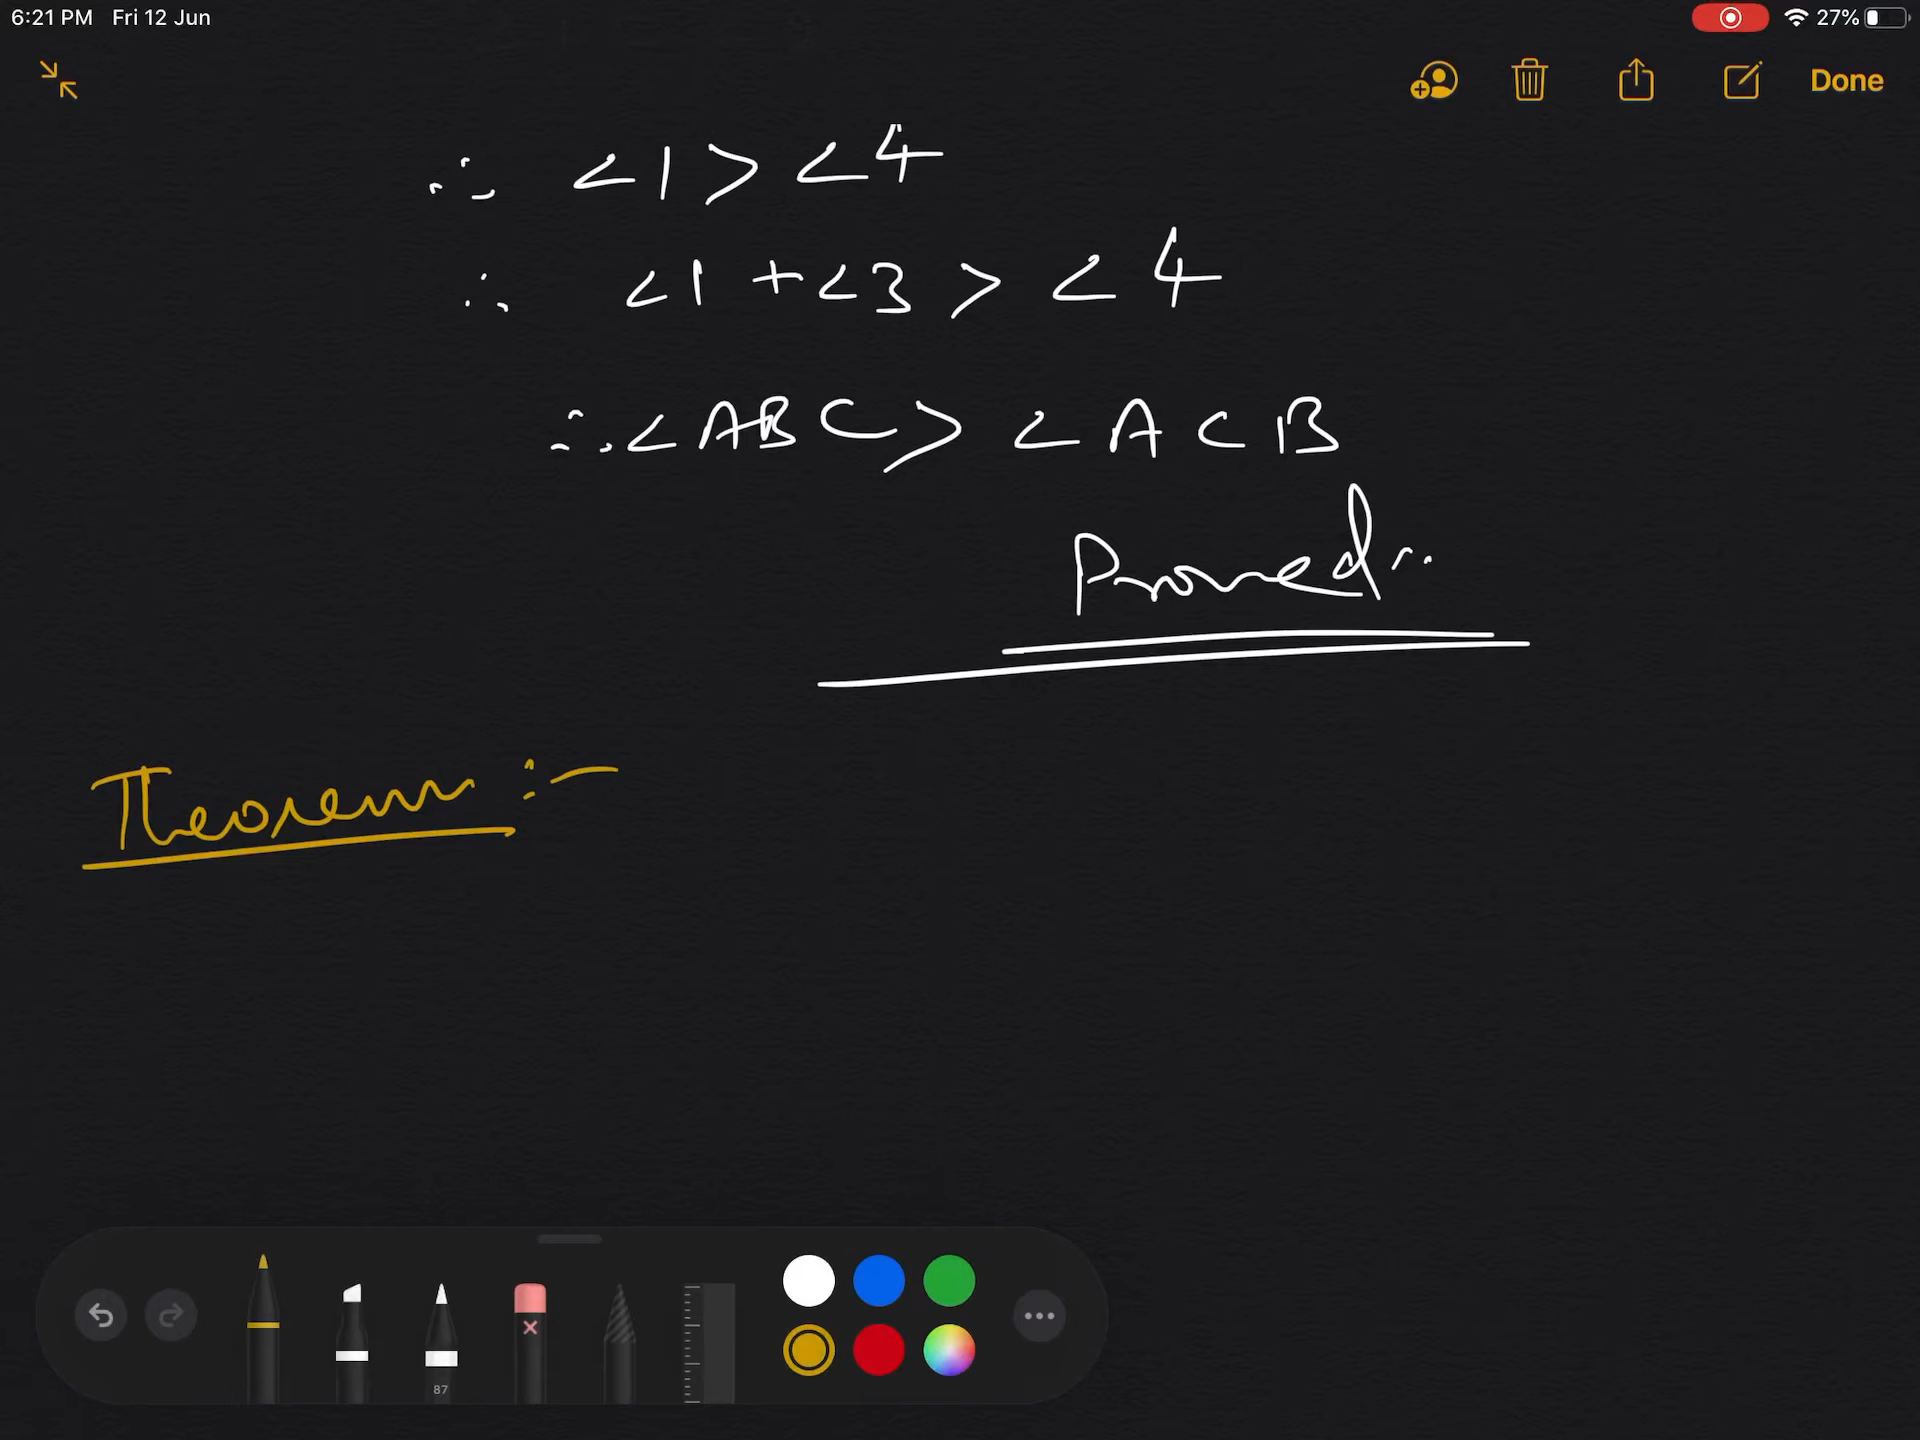 6:21 PM Fri 12 Jun 27%
Done
∴ <1 > <4
∴ <1 + <3 > <4
∴ <ABC > <ACB
Proved..
Theorem :-
87